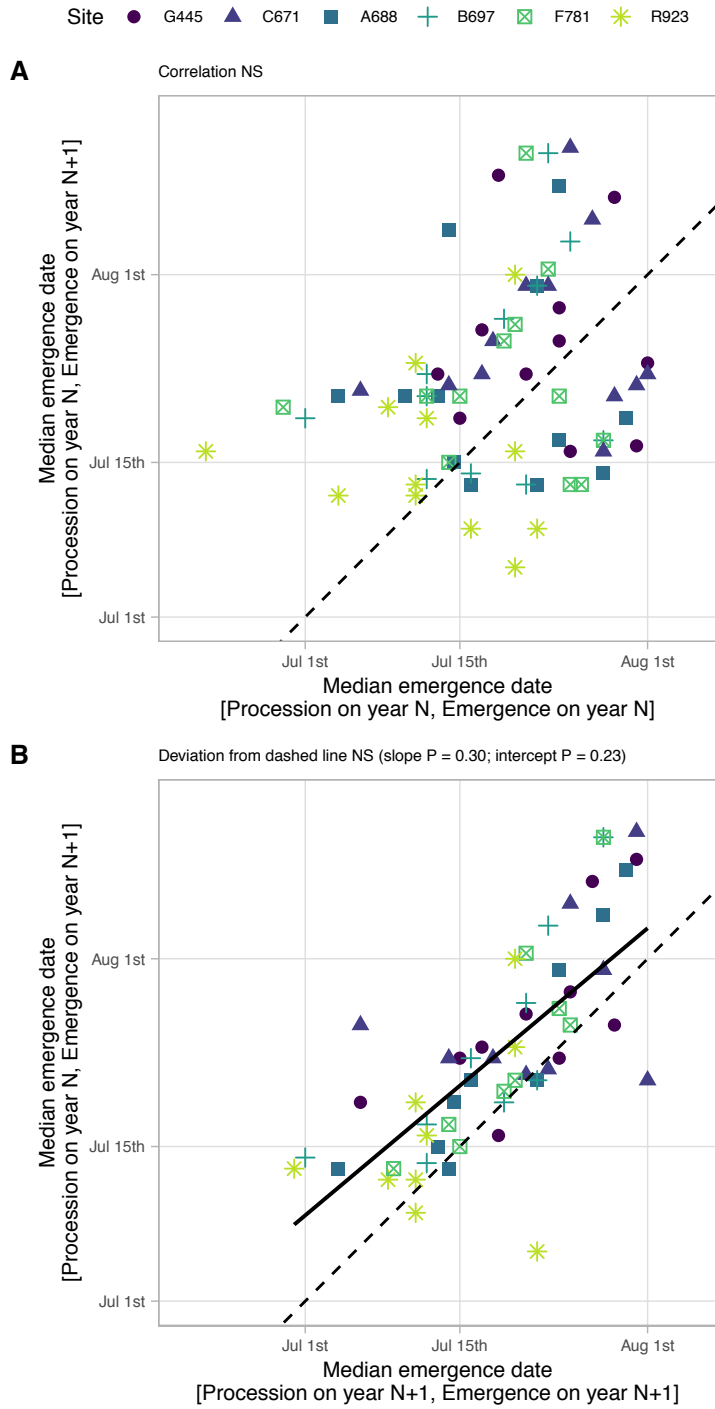 Site G445 C671 A688 B697 F781 R923
A
Correlation NS
Median emergence date
[Procession on year N, Emergence on year N+1]
Aug 1st
Jul 15th
Jul 1st
Jul 1st Jul 15th Aug 1st
Median emergence date
[Procession on year N, Emergence on year N]
B
Deviation from dashed line NS (slope P = 0.30; intercept P = 0.23)
Median emergence date
[Procession on year N, Emergence on year N+1]
Aug 1st
Jul 15th
Jul 1st
Jul 1st Jul 15th Aug 1st
Median emergence date
[Procession on year N+1, Emergence on year N+1]